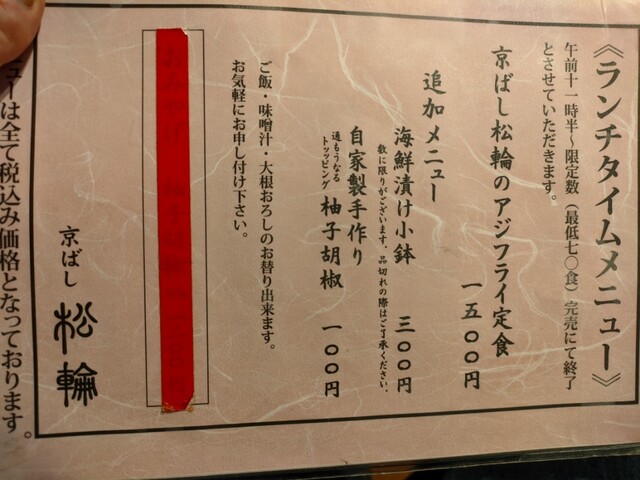 《ランチタイムメニュー》
午前十一時半〜限定数（最低七〇食）完売にて終了
とさせていただきます。
京ばし松輪のアジフライ定食 一五〇〇円
追加メニュー
海鮮漬け小鉢 三〇〇円
数に限りがございます、品切れの際はご了承ください。
自家製手作り
通もうなる
トッピング 柚子胡椒 一〇〇円
ご飯・味噌汁・大根おろしのお替り出来ます。
お気軽にお申し付け下さい。
京ばし 松輪
ューは全て税込み価格となっております。